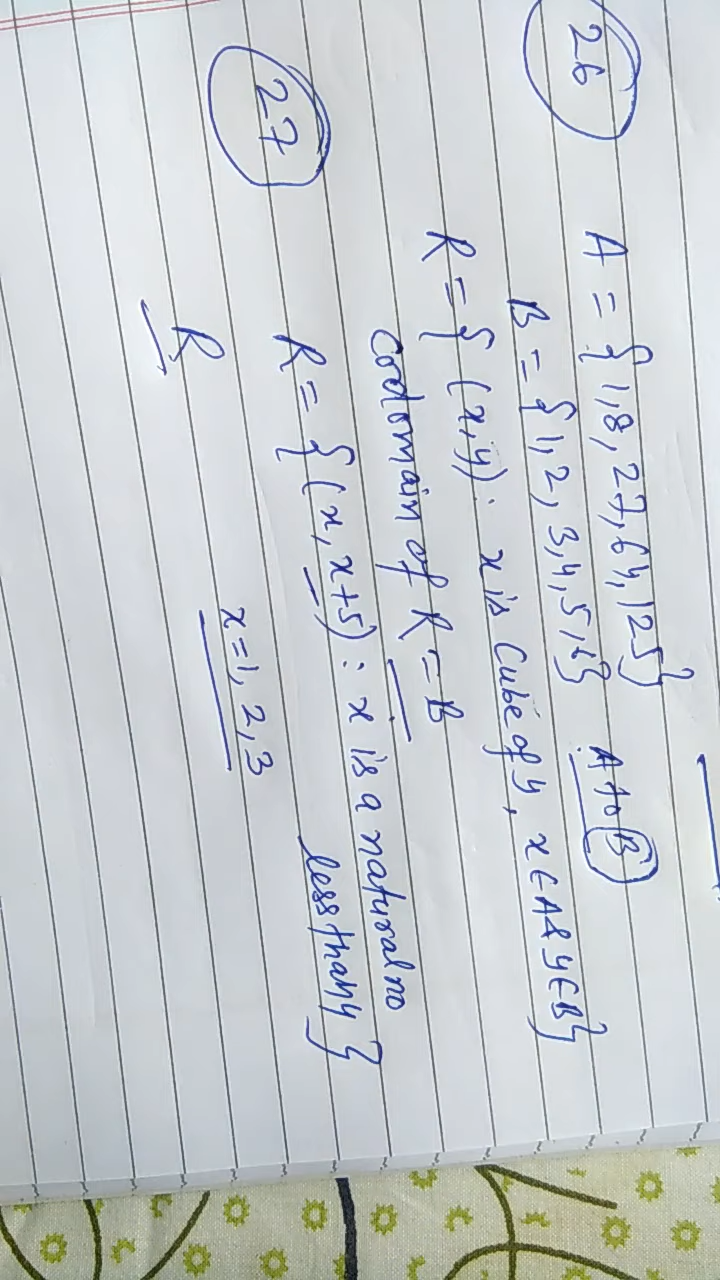 26
A = {1,8,27,64,125}
B = {1,2,3,4,5,6} A to B
R = { (x,y): x is Cube of y, x ∈ A & y ∈ B}
Codomain of R = B
27
R = { (x, x+5) : x is a natural no
less than 4 }
x = 1, 2, 3
R